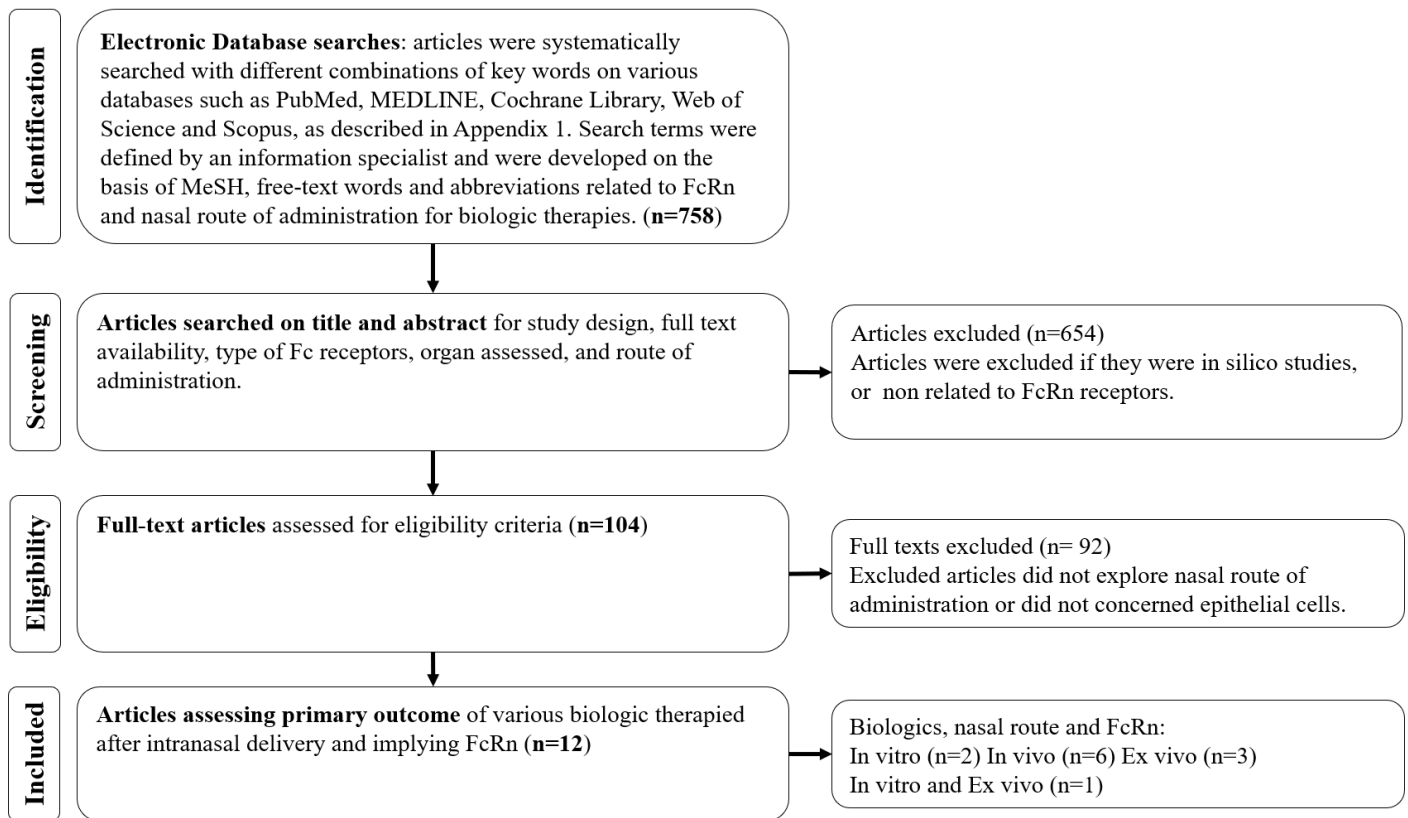 Identification
Electronic Database searches: articles were systematically
searched with different combinations of key words on various
databases such as PubMed, MEDLINE, Cochrane Library, Web of
Science and Scopus, as described in Appendix 1. Search terms were
defined by an information specialist and were developed on the
basis of MeSH, free-text words and abbreviations related to FcRn
and nasal route of administration for biologic therapies. (n=758)
Screening
Articles searched on title and abstract for study design, full text
availability, type of Fc receptors, organ assessed, and route of
administration.
Articles excluded (n=654)
Articles were excluded if they were in silico studies,
or non related to FcRn receptors.
Eligibility
Full-text articles assessed for eligibility criteria (n=104)
Full texts excluded (n= 92)
Excluded articles did not explore nasal route of
administration or did not concerned epithelial cells.
Included
Articles assessing primary outcome of various biologic therapied
after intranasal delivery and implying FcRn (n=12)
Biologics, nasal route and FcRn:
In vitro (n=2) In vivo (n=6) Ex vivo (n=3)
In vitro and Ex vivo (n=1)